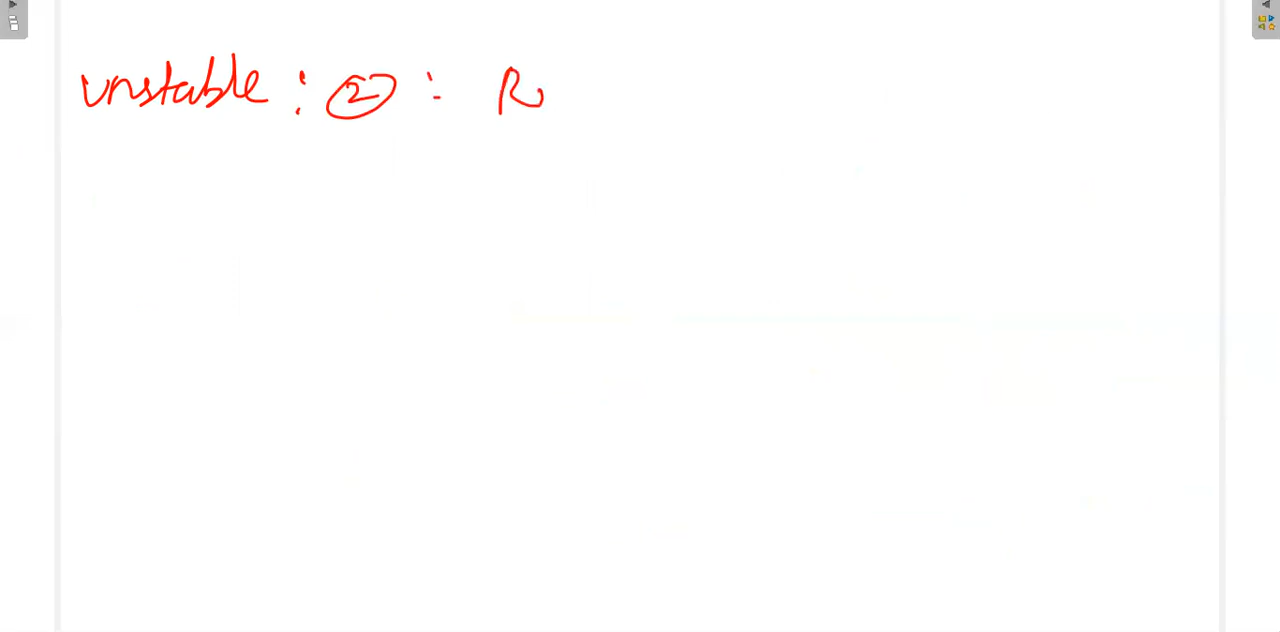 unstable : ② : R